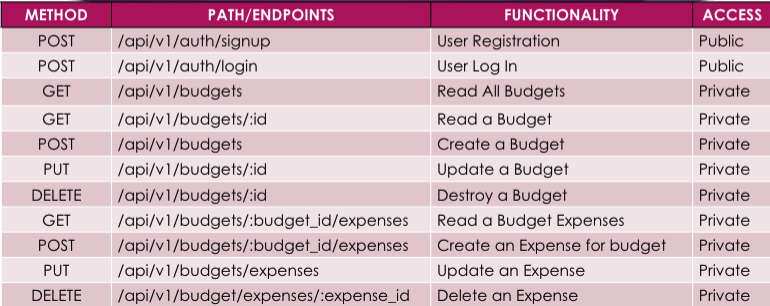 METHOD PATH/ENDPOINTS FUNCTIONALITY ACCESS
POST /api/v1/auth/signup User Registration Public
POST /api/v1/auth/login User Log In Public
GET /api/v1/budgets Read All Budgets Private
GET /api/v1/budgets/:id Read a Budget Private
POST /api/v1/budgets Create a Budget Private
PUT /api/v1/budgets/:id Update a Budget Private
DELETE /api/v1/budgets/:id Destroy a Budget Private
GET /api/v1/budgets/:budget_id/expenses Read a Budget Expenses Private
POST /api/v1/budgets/:budget_id/expenses Create an Expense for budget Private
PUT /api/v1/budgets/expenses Update an Expense Private
DELETE /api/v1/budget/expenses/:expense_id Delete an Expense Private